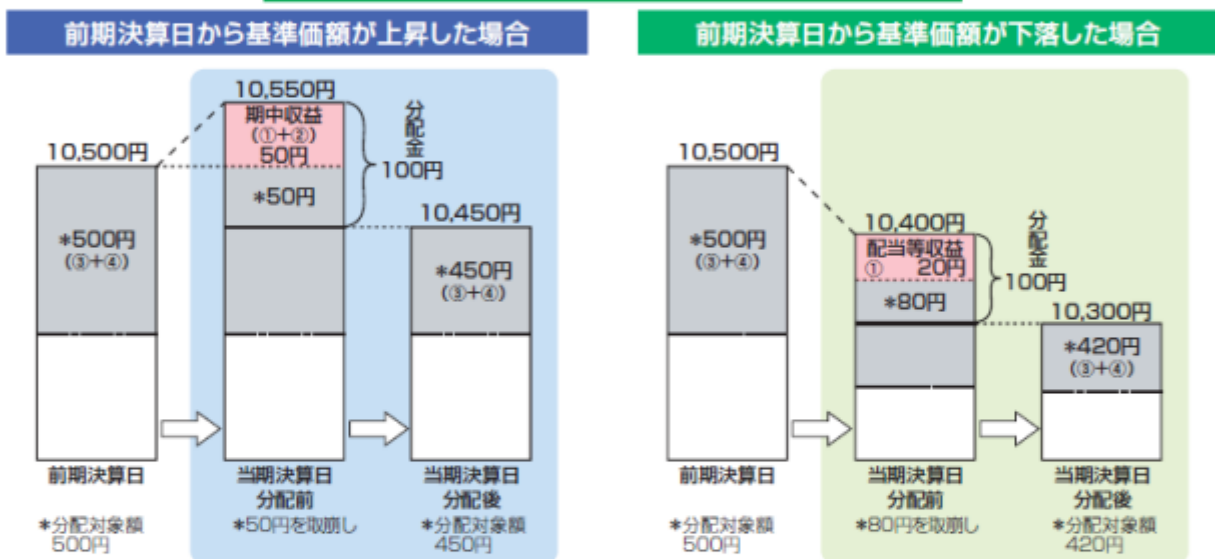 前期決算日から基準価額が上昇した場合
10,550円
期中収益
(①+②)
50円
*50円
分配金
100円
10,500円
*500円
(③+④)
10,450円
*450円
(③+④)
前期決算日
当期決算日
分配前
当期決算日
分配後
*分配対象額
500円
*50円を取崩し
*分配対象額
450円
前期決算日から基準価額が下落した場合
10,500円
*500円
(③+④)
10,400円
配当等収益
① 20円
*80円
分配金
100円
10,300円
*420円
(③+④)
前期決算日
当期決算日
分配前
当期決算日
分配後
*分配対象額
500円
*80円を取崩し
*分配対象額
420円